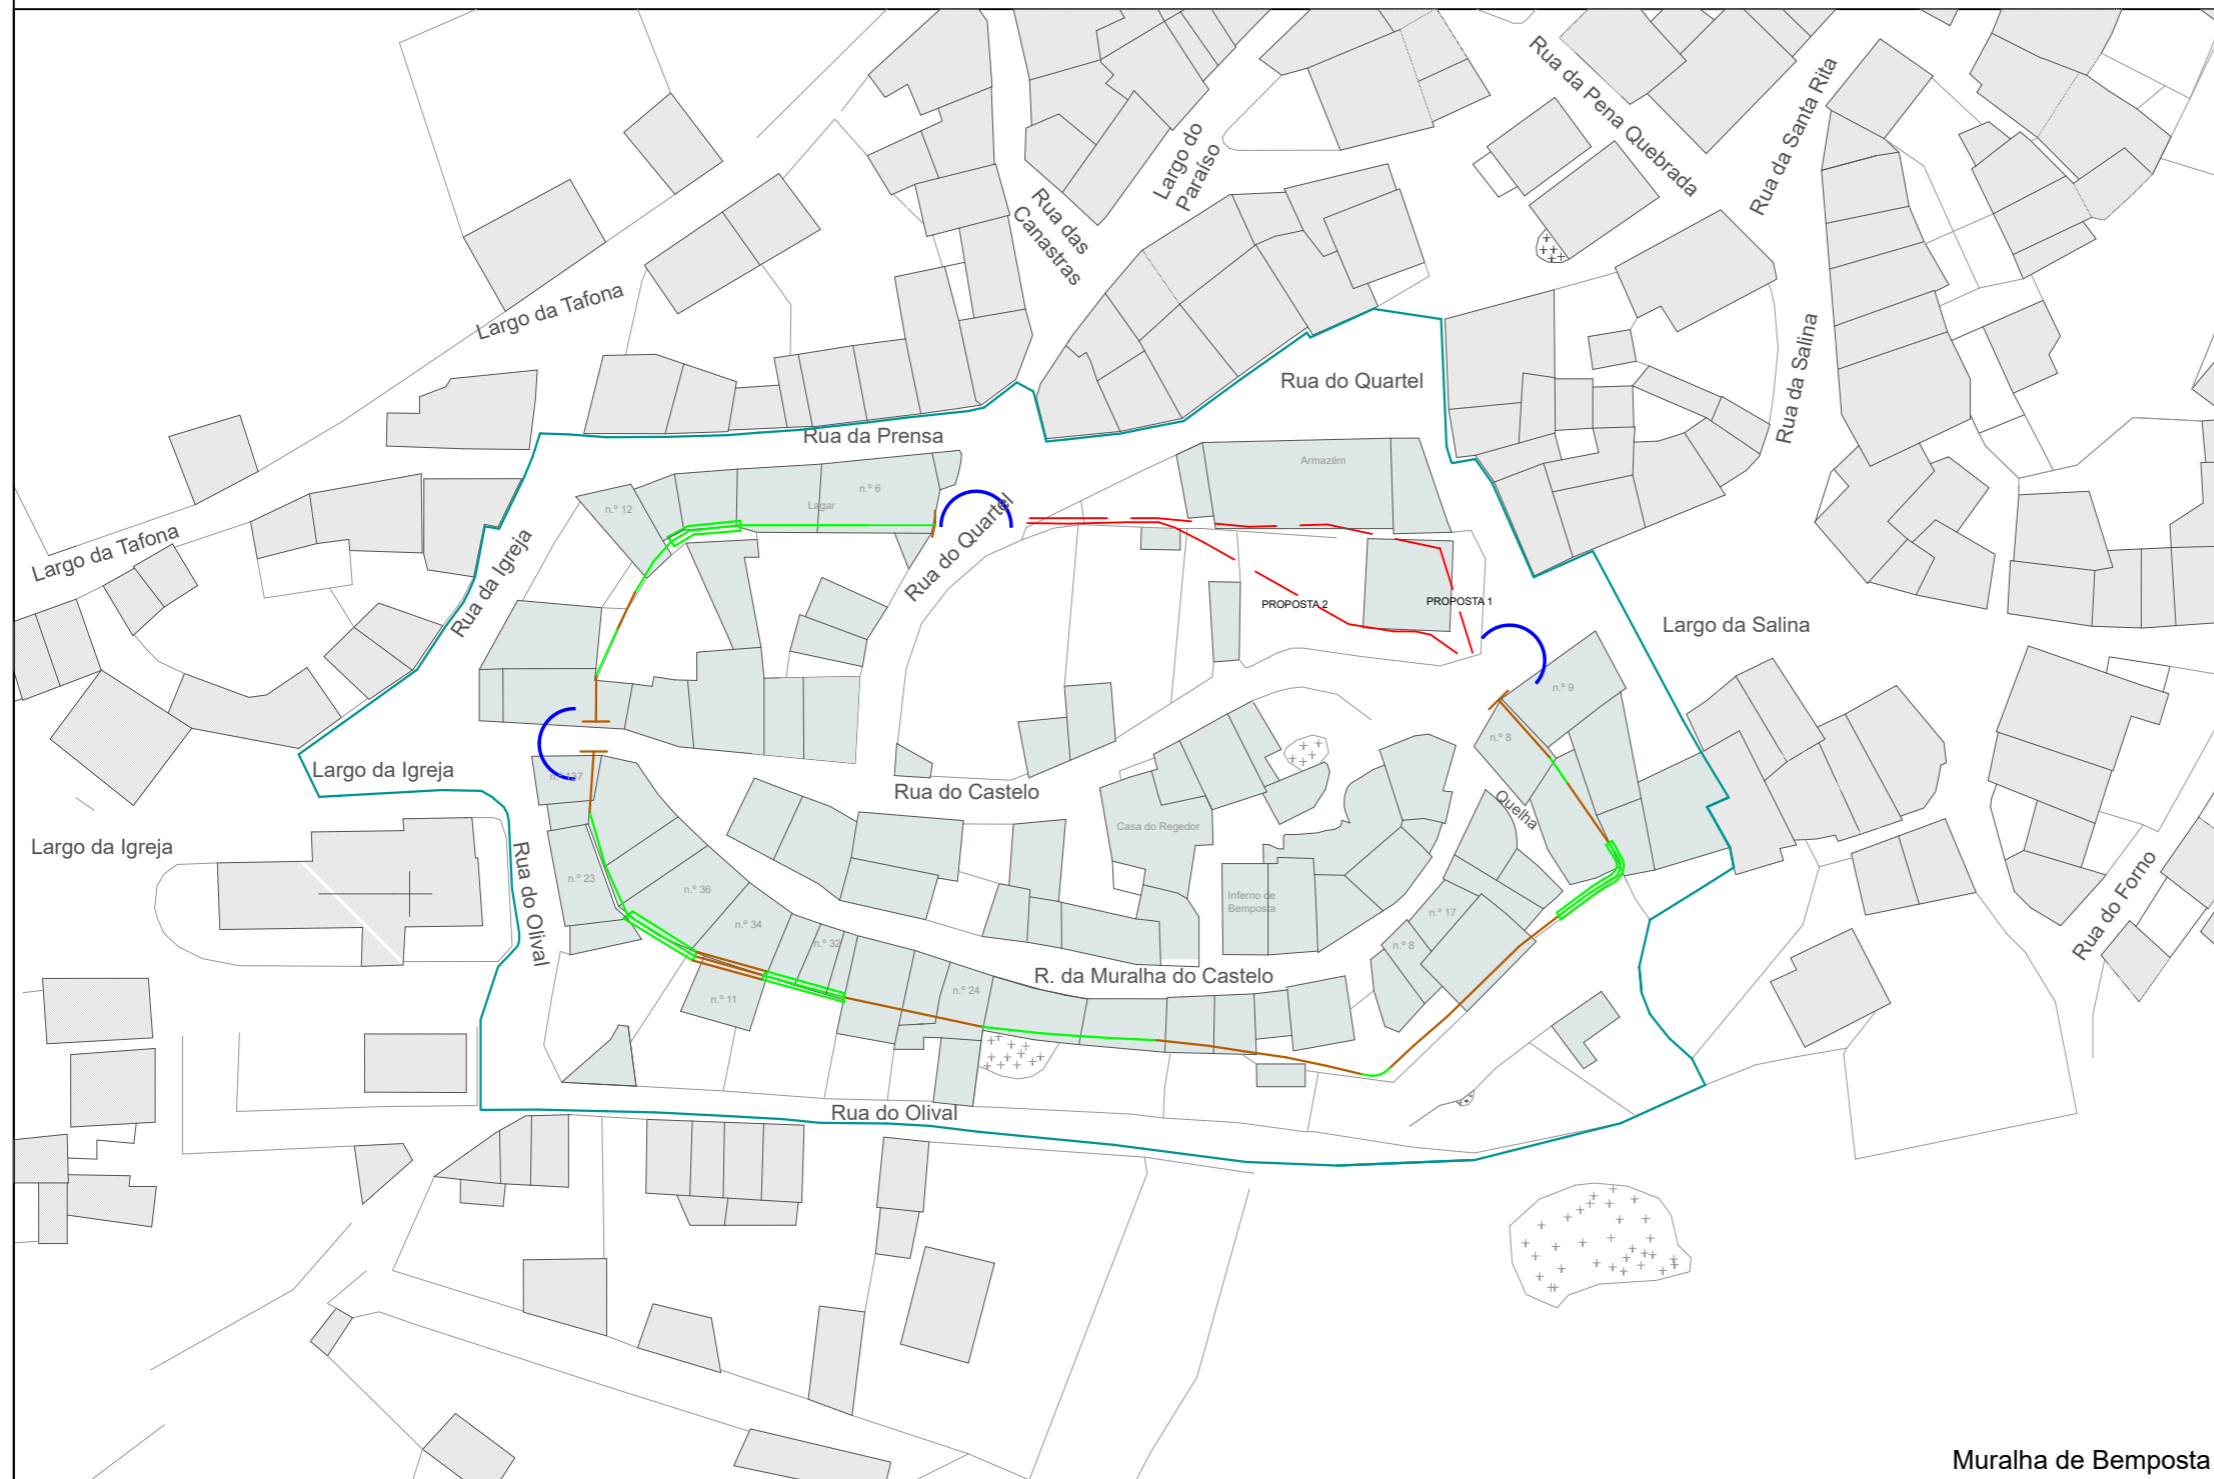 Rua da Pena Quebrada
Rua da Santa Rita
Largo do
Paraíso
Rua das
Canastras
Largo da Tafona
Rua do Quartel
Rua da Salina
Rua da Prensa
Armazém
n.º 6
Lagar
n.º 12
Largo da Tafona
Rua da Igreja
Rua do Quartel
PROPOSTA 2
PROPOSTA 1
Largo da Salina
n.º 9
n.º 8
Largo da Igreja
n.º 137
Rua do Castelo
Quelha
Casa do Regedor
Largo da Igreja
Rua do Olival
n.º 23
n.º 36
Inferno de
Bemposta
n.º 17
Rua do Forno
n.º 34
n.º 32
n.º 8
R. da Muralha do Castelo
n.º 24
n.º 11
Rua do Olival
Muralha de Bemposta